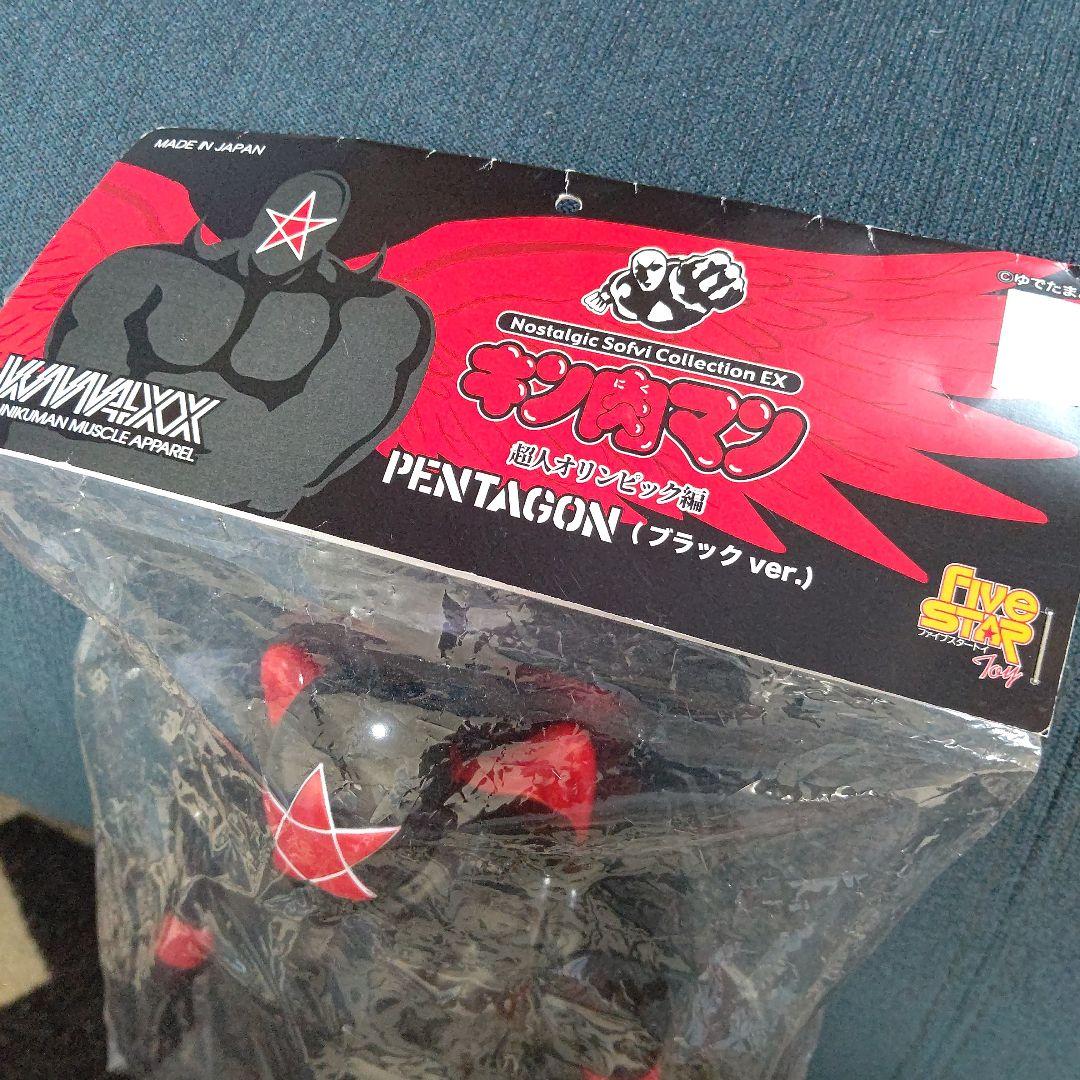 MADE IN JAPAN
©ゆでたま
Nostalgic Sofvi Collection EX
キン肉マン
にく
超人オリンピック編
PENTAGON (ブラック ver.)
INIKUMAN MUSCLE APPAREL
Five
STAR
ファイブスタートイ
Toy